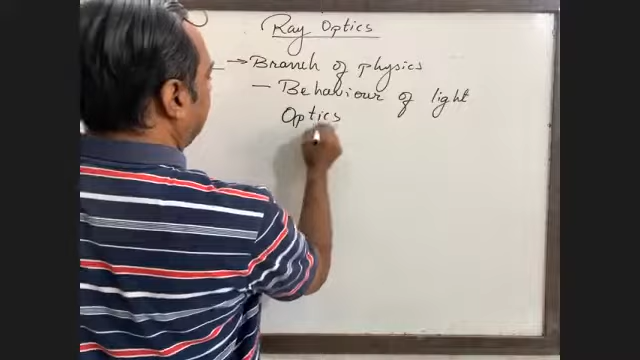 Ray Optics
→ Branch of physics
— Behaviour of light
Optics